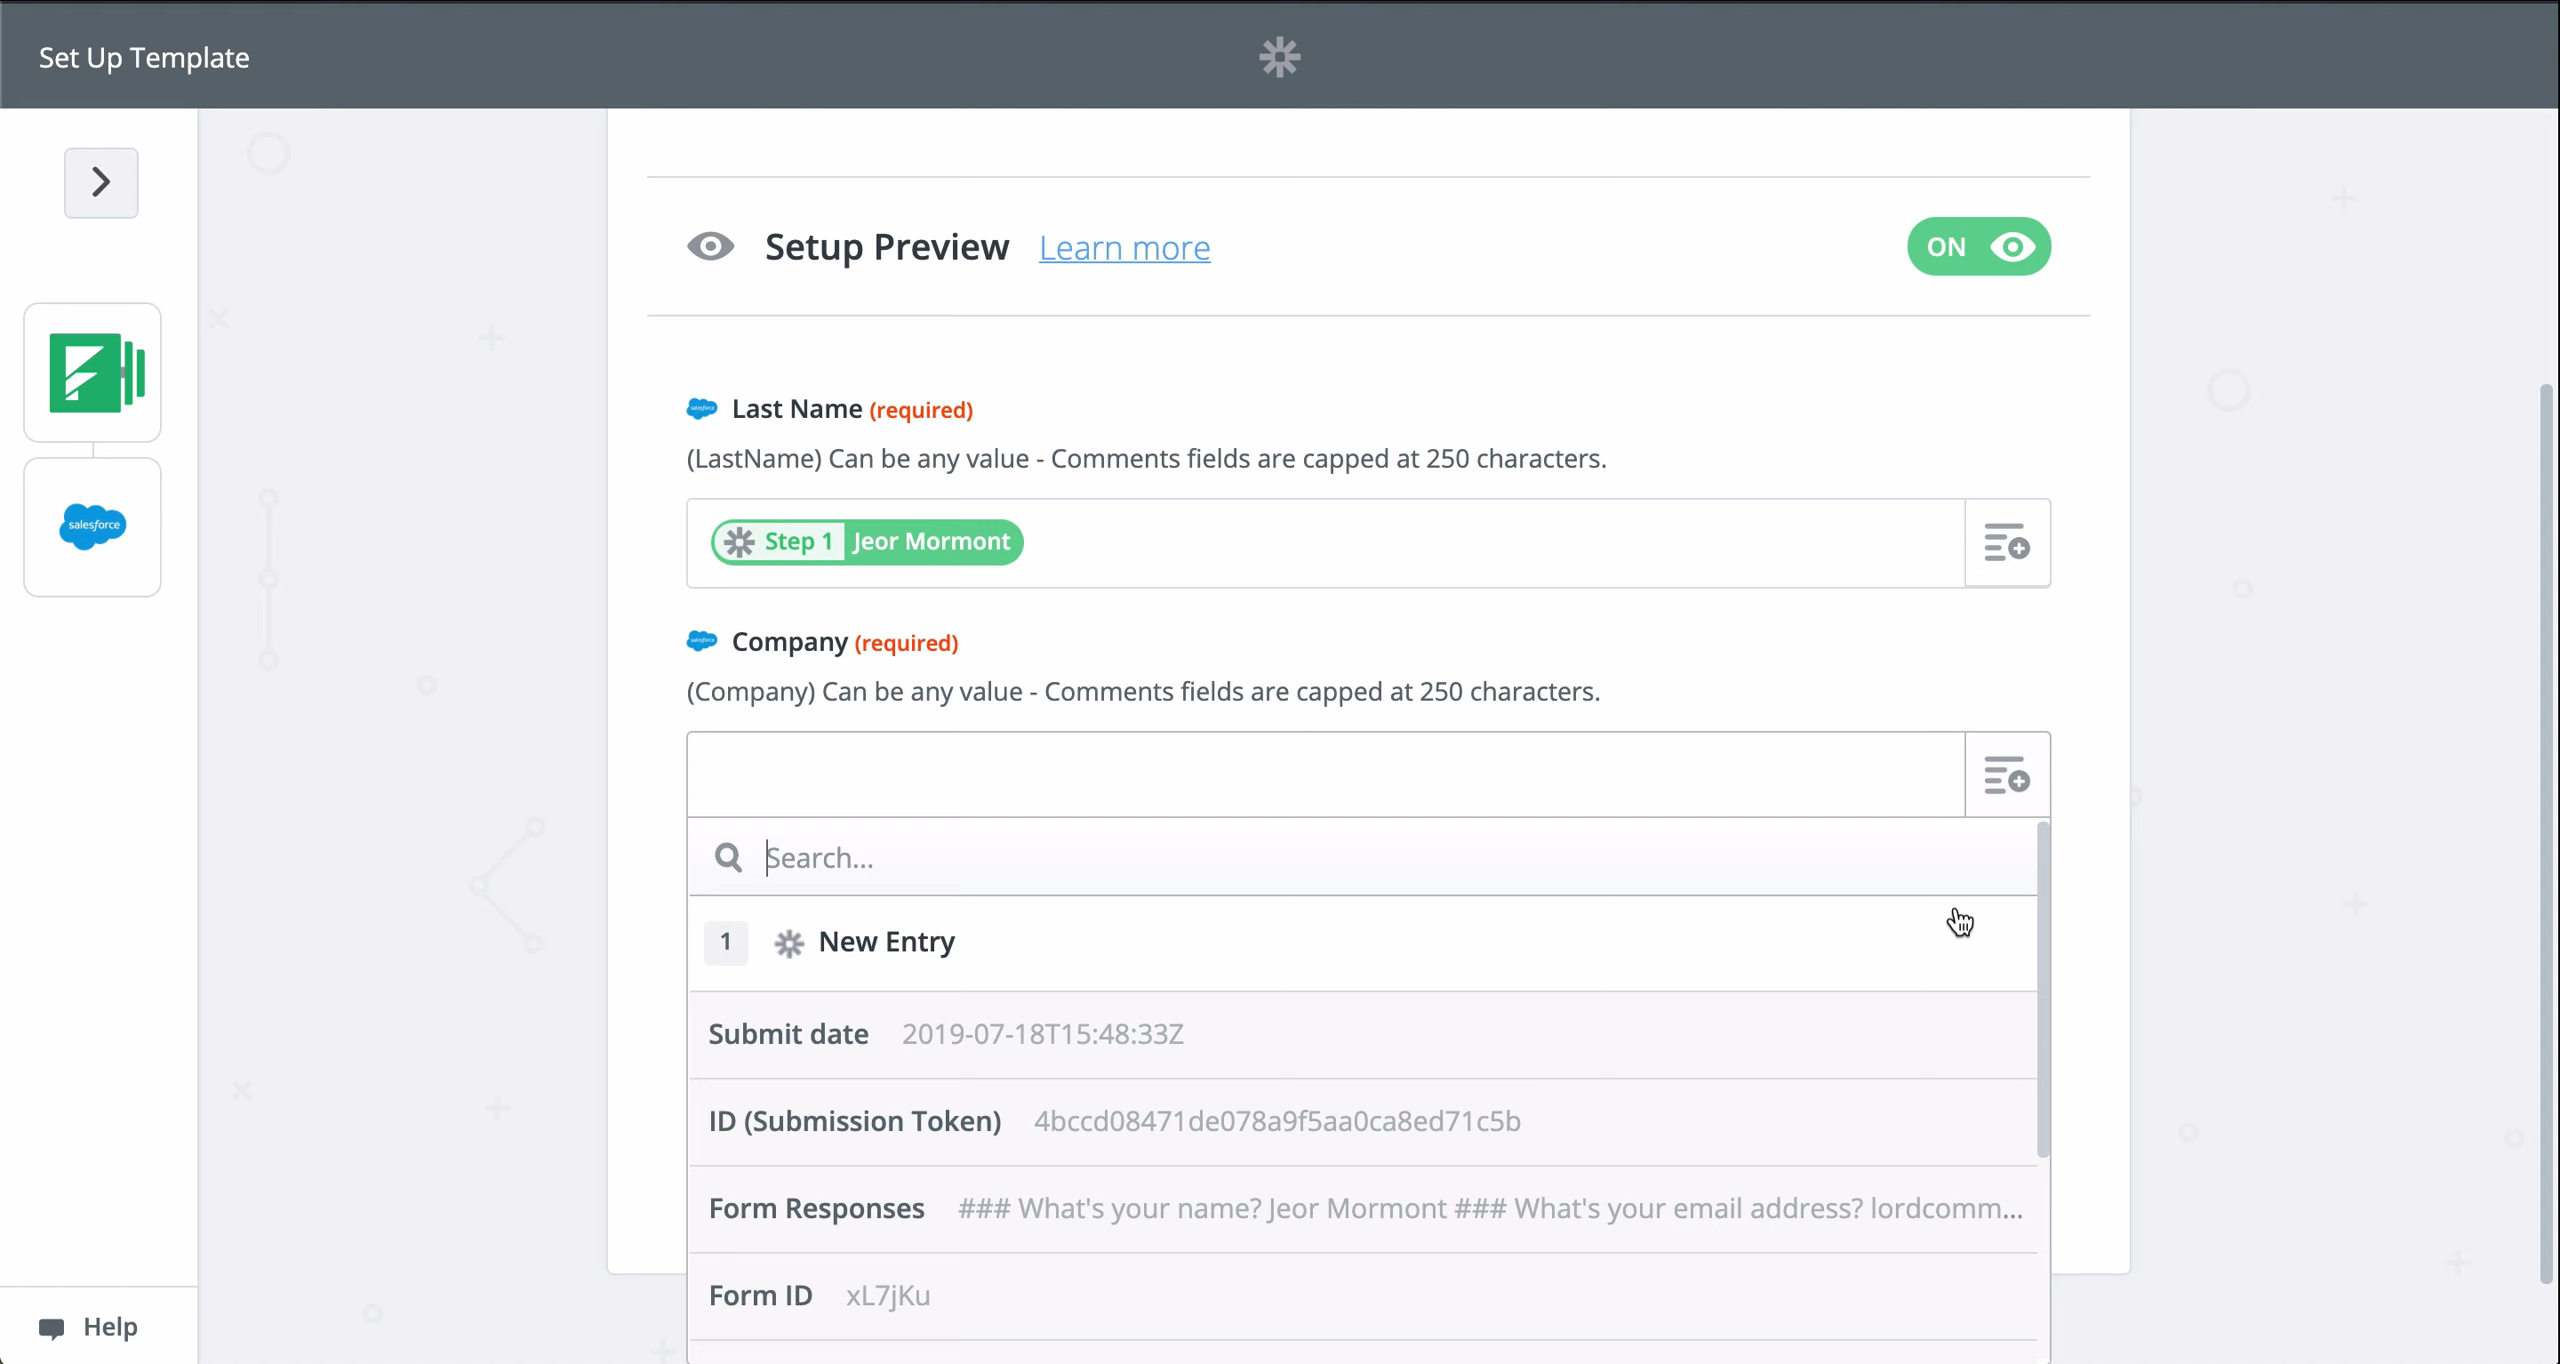 Set Up Template
Setup Preview Learn more ON
salesforce Last Name (required)
(LastName) Can be any value - Comments fields are capped at 250 characters.
Step 1 Jeor Mormont
salesforce
salesforce Company (required)
(Company) Can be any value - Comments fields are capped at 250 characters.
Search...
1 New Entry
Submit date 2019-07-18T15:48:33Z
ID (Submission Token) 4bccd08471de078a9f5aa0ca8ed71c5b
Form Responses ### What's your name? Jeor Mormont ### What's your email address? lordcomm...
Form ID xL7jKu
Help